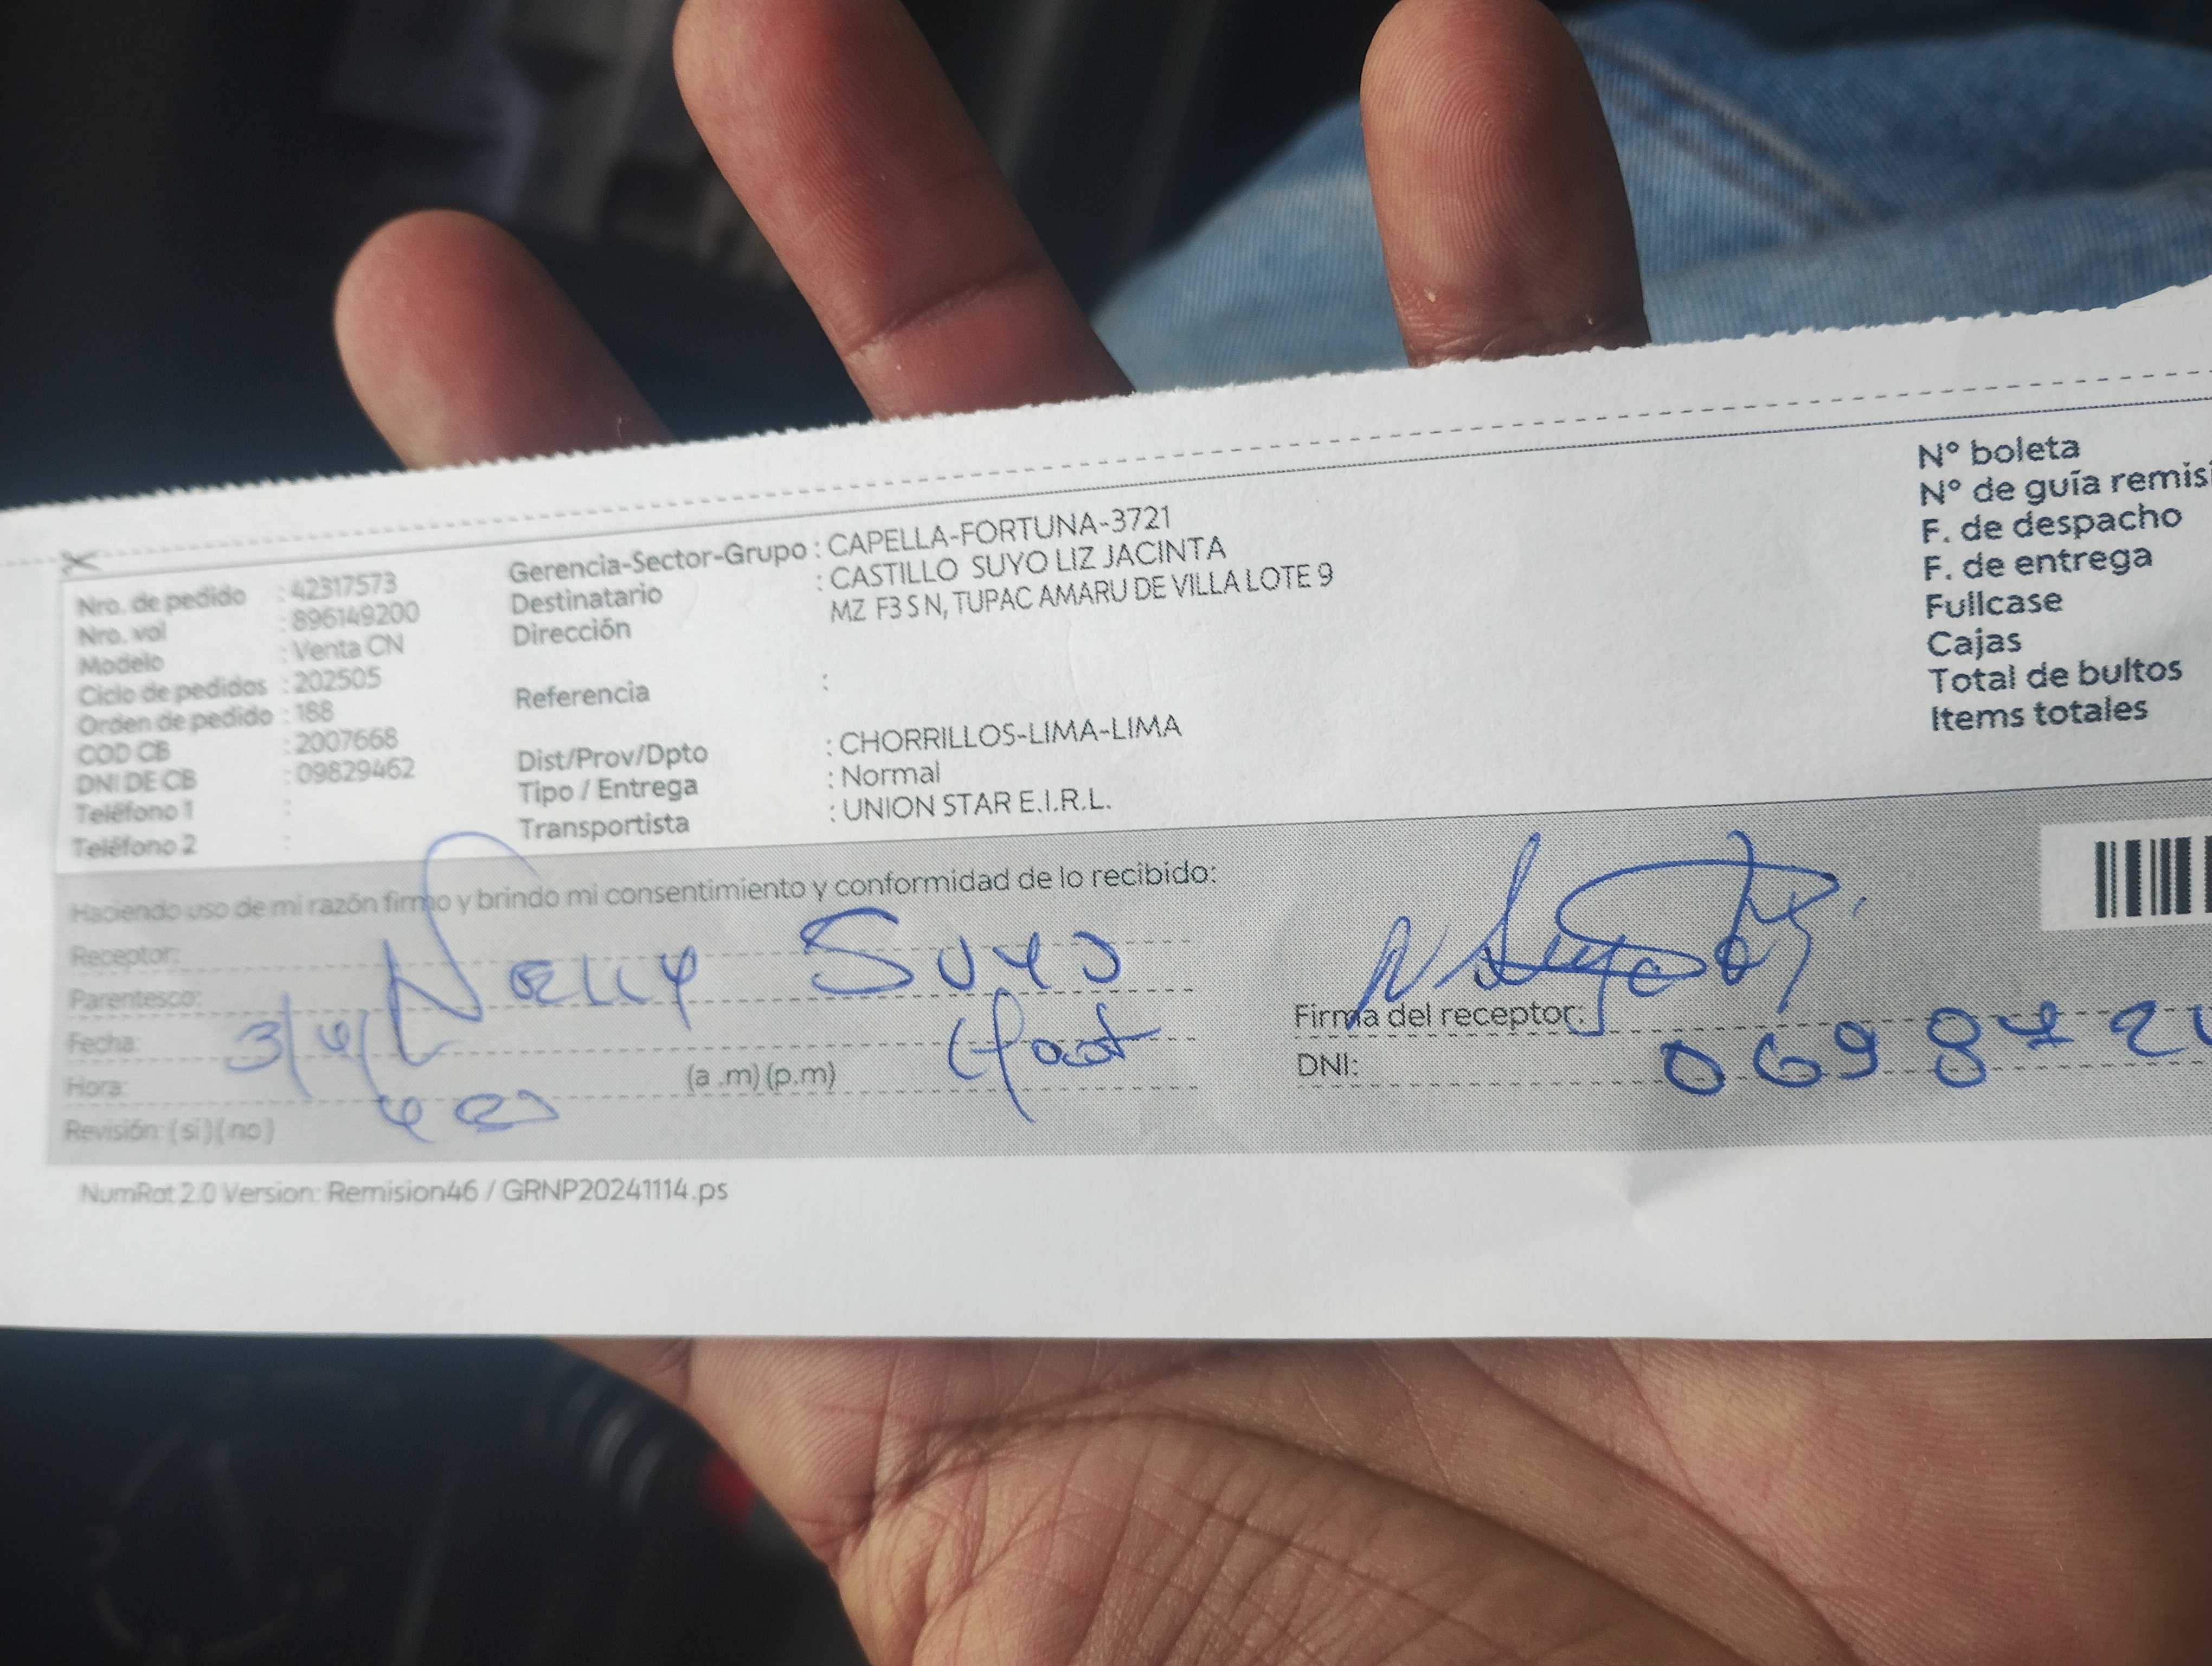 Nro. de pedido : 42317573
Nro. vol : 896149200
Modelo : Venta CN
Ciclo de pedidos : 202505
Orden de pedido : 188
COD CB : 2007668
DNI DE CB : 09829462
Teléfono 1 :
Teléfono 2 :
Gerencia-Sector-Grupo : CAPELLA-FORTUNA-3721
Destinatario : CASTILLO SUYO LIZ JACINTA
Dirección MZ F3 S N, TUPAC AMARU DE VILLA LOTE 9
Referencia :
Dist/Prov/Dpto : CHORRILLOS-LIMA-LIMA
Tipo / Entrega : Normal
Transportista : UNION STAR E.I.R.L.
N° boleta
N° de guía remisi
F. de despacho
F. de entrega
Fullcase
Cajas
Total de bultos
Items totales
Haciendo uso de mi razón firmo y brindo mi consentimiento y conformidad de lo recibido:
Receptor: Nelly Suyo
Parentesco:
Fecha: 3/4/
Hora: (a .m) (p.m)
Revisión: ( sí ) ( no )
Firma del receptor:
DNI: 069872
NumRot 2.0 Version: Remision46 / GRNP20241114.ps